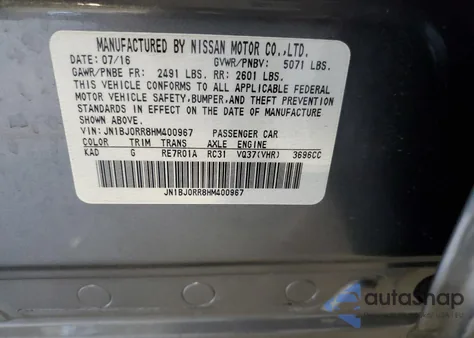 MANUFACTURED BY NISSAN MOTOR CO.,LTD.
DATE: 07/16 GVWR/PNBV: 5071 LBS.
GAWR/PNBE FR: 2491 LBS. RR: 2601 LBS.
THIS VEHICLE CONFORMS TO ALL APPLICABLE FEDERAL
MOTOR VEHICLE SAFETY, BUMPER, AND THEFT PREVENTION
STANDARDS IN EFFECT ON THE DATE OF MANUFACTURE
SHOWN ABOVE.
VIN: JN1BJ0RR8HM400967 PASSENGER CAR
COLOR TRIM TRANS AXLE ENGINE
KAD G RE7R01A RC31 VQ37(VHR) 3696CC
JN1BJ0RR8HM400967
autosnap